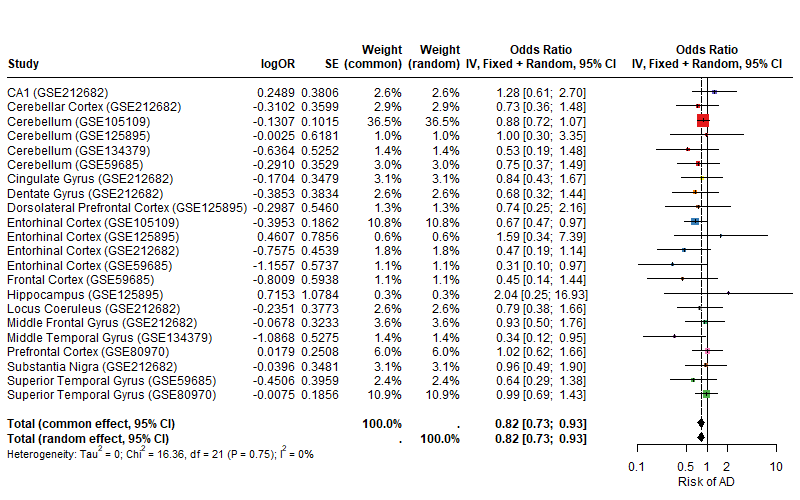 Weight Weight Odds Ratio Odds Ratio
Study logOR SE (common) (random) IV, Fixed + Random, 95% CI IV, Fixed + Random, 95% CI
CA1 (GSE212682) 0.2489 0.3806 2.6% 2.6% 1.28 [0.61; 2.70]
Cerebellar Cortex (GSE212682) -0.3102 0.3599 2.9% 2.9% 0.73 [0.36; 1.48]
Cerebellum (GSE105109) -0.1307 0.1015 36.5% 36.5% 0.88 [0.72; 1.07]
Cerebellum (GSE125895) -0.0025 0.6181 1.0% 1.0% 1.00 [0.30; 3.35]
Cerebellum (GSE134379) -0.6364 0.5252 1.4% 1.4% 0.53 [0.19; 1.48]
Cerebellum (GSE59685) -0.2910 0.3529 3.0% 3.0% 0.75 [0.37; 1.49]
Cingulate Gyrus (GSE212682) -0.1704 0.3479 3.1% 3.1% 0.84 [0.43; 1.67]
Dentate Gyrus (GSE212682) -0.3853 0.3834 2.6% 2.6% 0.68 [0.32; 1.44]
Dorsolateral Prefrontal Cortex (GSE125895) -0.2987 0.5460 1.3% 1.3% 0.74 [0.25; 2.16]
Entorhinal Cortex (GSE105109) -0.3953 0.1862 10.8% 10.8% 0.67 [0.47; 0.97]
Entorhinal Cortex (GSE125895) 0.4607 0.7856 0.6% 0.6% 1.59 [0.34; 7.39]
Entorhinal Cortex (GSE212682) -0.7575 0.4539 1.8% 1.8% 0.47 [0.19; 1.14]
Entorhinal Cortex (GSE59685) -1.1557 0.5737 1.1% 1.1% 0.31 [0.10; 0.97]
Frontal Cortex (GSE59685) -0.8009 0.5938 1.1% 1.1% 0.45 [0.14; 1.44]
Hippocampus (GSE125895) 0.7153 1.0784 0.3% 0.3% 2.04 [0.25; 16.93]
Locus Coeruleus (GSE212682) -0.2351 0.3773 2.6% 2.6% 0.79 [0.38; 1.66]
Middle Frontal Gyrus (GSE212682) -0.0678 0.3233 3.6% 3.6% 0.93 [0.50; 1.76]
Middle Temporal Gyrus (GSE134379) -1.0868 0.5275 1.4% 1.4% 0.34 [0.12; 0.95]
Prefrontal Cortex (GSE80970) 0.0179 0.2508 6.0% 6.0% 1.02 [0.62; 1.66]
Substantia Nigra (GSE212682) -0.0396 0.3481 3.1% 3.1% 0.96 [0.49; 1.90]
Superior Temporal Gyrus (GSE59685) -0.4506 0.3959 2.4% 2.4% 0.64 [0.29; 1.38]
Superior Temporal Gyrus (GSE80970) -0.0075 0.1856 10.9% 10.9% 0.99 [0.69; 1.43]
Total (common effect, 95% CI) 100.0% . 0.82 [0.73; 0.93]
Total (random effect, 95% CI) . 100.0% 0.82 [0.73; 0.93]
Heterogeneity: Tau² = 0; Chi² = 16.36, df = 21 (P = 0.75); I² = 0%
0.1 0.5 1 2 10
Risk of AD